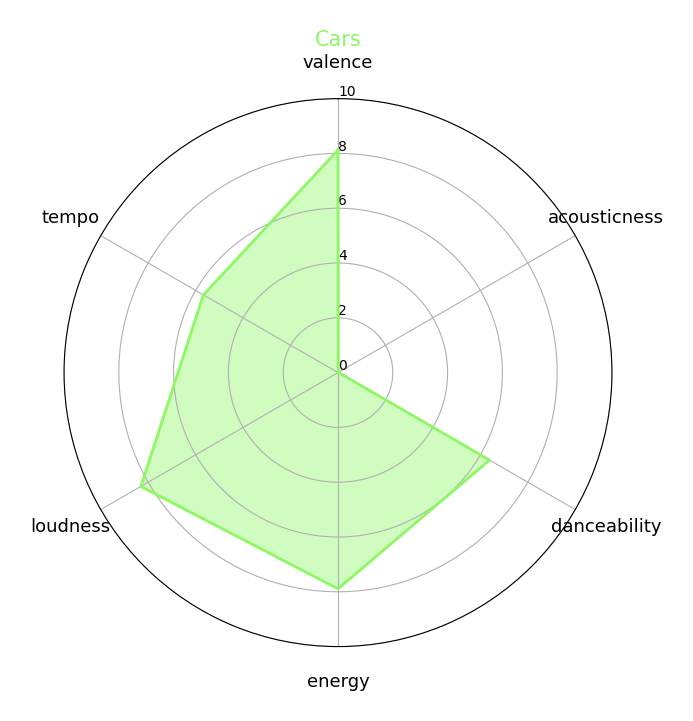 Cars
valence
10
8
6
4
2
0
tempo
acousticness
loudness
danceability
energy